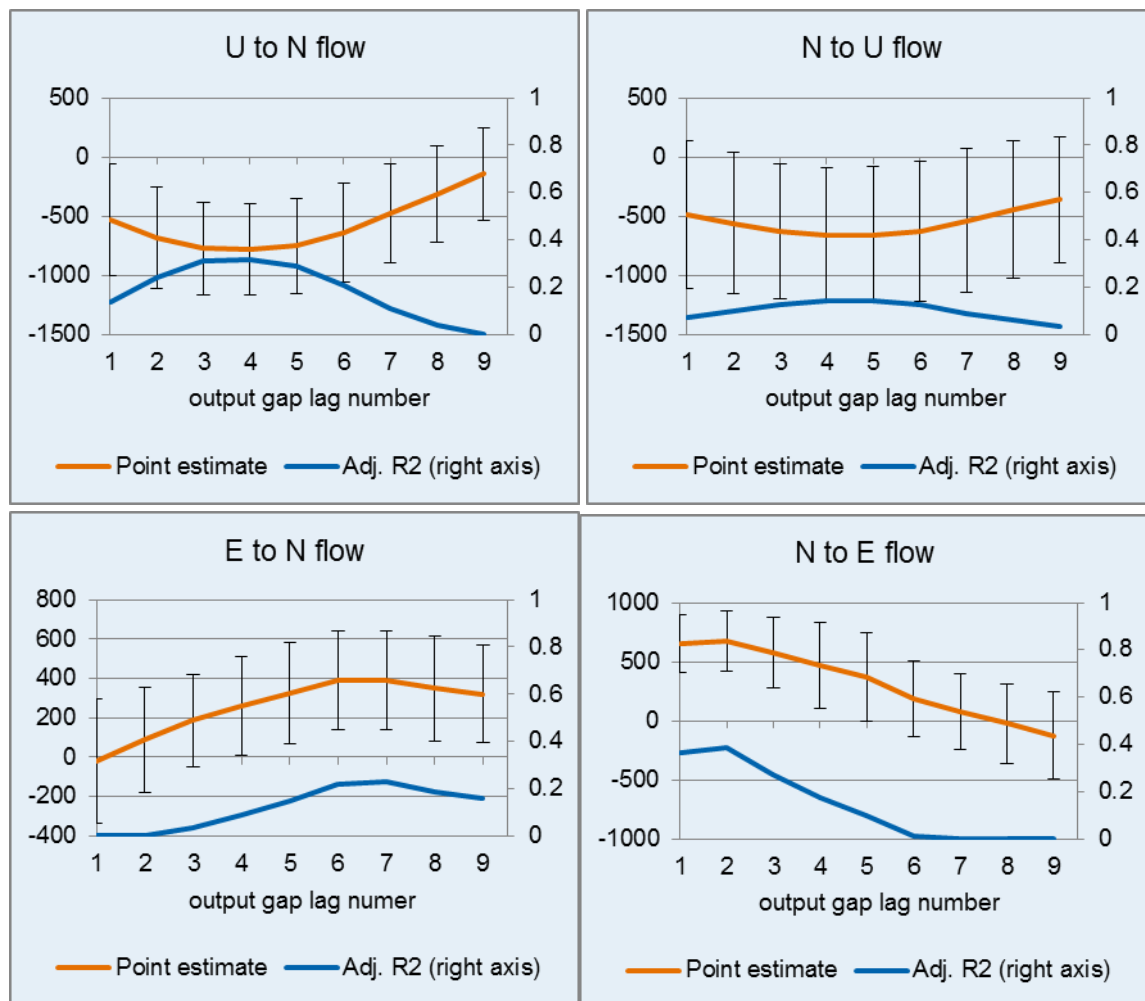 U to N flow
500 1
0 0.8
-500 0.6
-1000 0.4
-1500 0.2
0
1 2 3 4 5 6 7 8 9
output gap lag number
Point estimate Adj. R2 (right axis)
N to U flow
500 1
0 0.8
-500 0.6
-1000 0.4
-1500 0.2
0
1 2 3 4 5 6 7 8 9
output gap lag number
Point estimate Adj. R2 (right axis)
E to N flow
800 1
600 0.8
400 0.6
200 0.4
0 0.2
-200 0
-400
1 2 3 4 5 6 7 8 9
output gap lag numer
Point estimate Adj. R2 (right axis)
N to E flow
1000 1
500 0.8
0 0.6
-500 0.4
-1000 0.2
0
1 2 3 4 5 6 7 8 9
output gap lag number
Point estimate Adj. R2 (right axis)